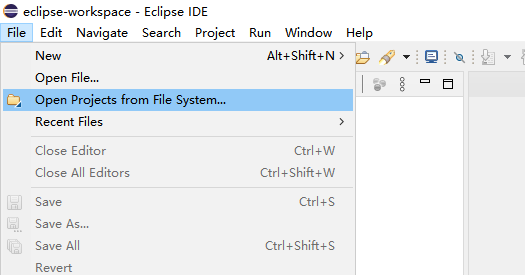 eclipse-workspace - Eclipse IDE
File Edit Navigate Search Project Run Window Help
New Alt+Shift+N >
Open File...
Open Projects from File System...
Recent Files >
Close Editor Ctrl+W
Close All Editors Ctrl+Shift+W
Save Ctrl+S
Save As...
Save All Ctrl+Shift+S
Revert